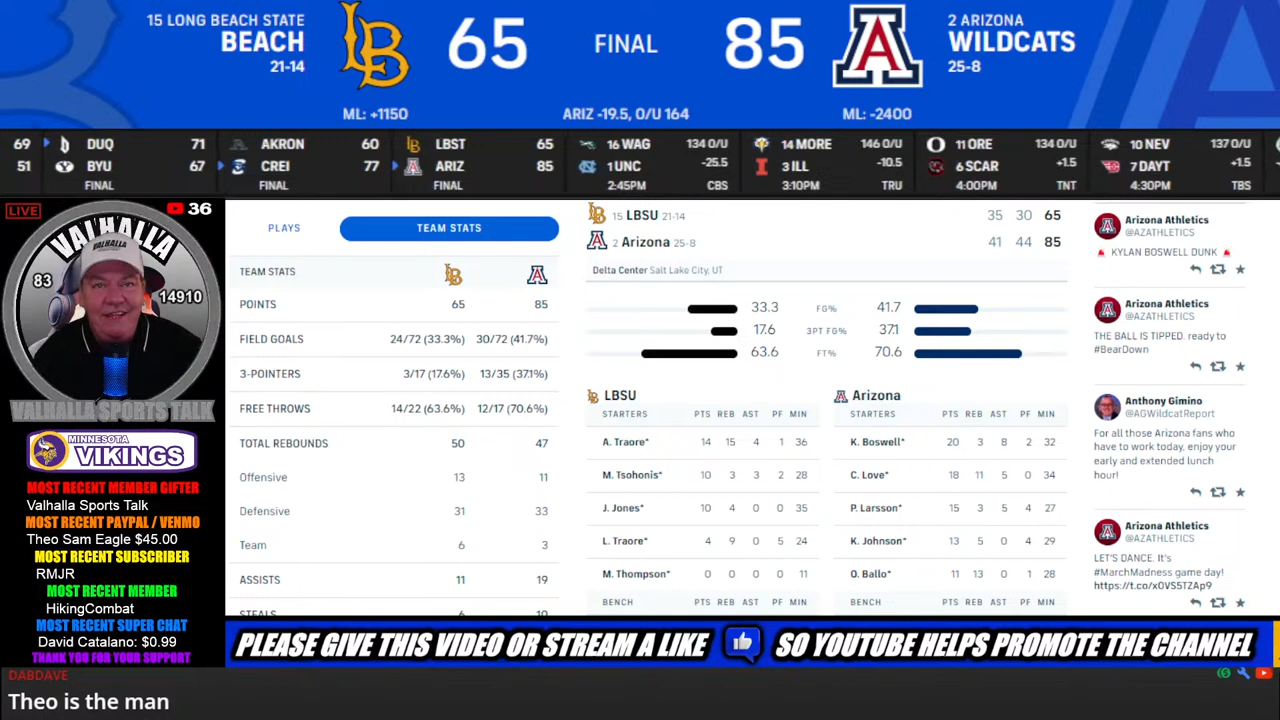 15 LONG BEACH STATE
BEACH
21-14
65
FINAL
85
2 ARIZONA
WILDCATS
25-8
ML: +1150
ARIZ -19.5, O/U 164
ML: -2400
69 DUQ 71 AKRON 60 LBST 65 16 WAG 134 O/U 14 MORE 146 O/U 11 ORE 134 O/U 10 NEV 137 O/U
51 BYU 67 CREI 77 ARIZ 85 1 UNC -25.5 3 ILL -10.5 6 SCAR +1.5 7 DAYT +1.5
FINAL FINAL FINAL 2:45PM CBS 3:10PM TRU 4:00PM TNT 4:30PM TBS
LIVE 36
VALHALLA
83
14910
VALHALLA SPORTS TALK
MINNESOTA
VIKINGS
MOST RECENT MEMBER GIFTER
Valhalla Sports Talk
MOST RECENT PAYPAL / VENMO
Theo Sam Eagle $45.00
MOST RECENT SUBSCRIBER
RMJR
MOST RECENT MEMBER
HikingCombat
MOST RECENT SUPER CHAT
David Catalano: $0.99
THANK YOU FOR YOUR SUPPORT
PLAYS TEAM STATS
TEAM STATS
POINTS 65 85
FIELD GOALS 24/72 (33.3%) 30/72 (41.7%)
3-POINTERS 3/17 (17.6%) 13/35 (37.1%)
FREE THROWS 14/22 (63.6%) 12/17 (70.6%)
TOTAL REBOUNDS 50 47
Offensive 13 11
Defensive 31 33
Team 6 3
ASSISTS 11 19
STEALS 6 10
15 LBSU 21-14 35 30 65
2 Arizona 25-8 41 44 85
Delta Center Salt Lake City, UT
33.3 FG% 41.7
17.6 3PT FG% 37.1
63.6 FT% 70.6
LBSU
STARTERS PTS REB AST PF MIN
A. Traore* 14 15 4 1 36
M. Tsohonis* 10 3 3 2 28
J. Jones* 10 4 0 0 35
L. Traore* 4 9 0 5 24
M. Thompson* 0 0 0 0 11
BENCH PTS REB AST PF MIN
Arizona
STARTERS PTS REB AST PF MIN
K. Boswell* 20 3 8 2 32
C. Love* 18 11 5 0 34
P. Larsson* 15 3 5 4 27
K. Johnson* 13 5 0 4 29
O. Ballo* 11 13 0 1 28
BENCH PTS REB AST PF MIN
Arizona Athletics
@AZATHLETICS
🚨 KYLAN BOSWELL DUNK 🚨
Arizona Athletics
@AZATHLETICS
THE BALL IS TIPPED. ready to
#BearDown
Anthony Gimino
@AGWildcatReport
For all those Arizona fans who
have to work today, enjoy your
early and extended lunch
hour!
Arizona Athletics
@AZATHLETICS
LET'S DANCE. It's
#MarchMadness game day!
https://t.co/xOVS5TZAp9
PLEASE GIVE THIS VIDEO OR STREAM A LIKE SO YOUTUBE HELPS PROMOTE THE CHANNEL
DABDAVE
Theo is the man